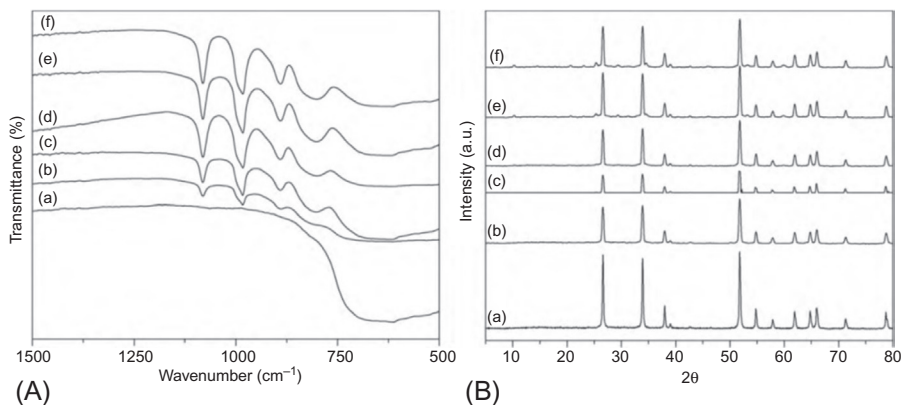 (f)
(e)
(d)
(c)
(b)
(a)
Transmittance (%)
1500
1250
1000
750
500
Wavenumber (cm⁻¹)
(A)
(f)
(e)
(d)
(c)
(b)
(a)
Intensity (a.u.)
10
20
30
40
50
60
70
80
2θ
(B)